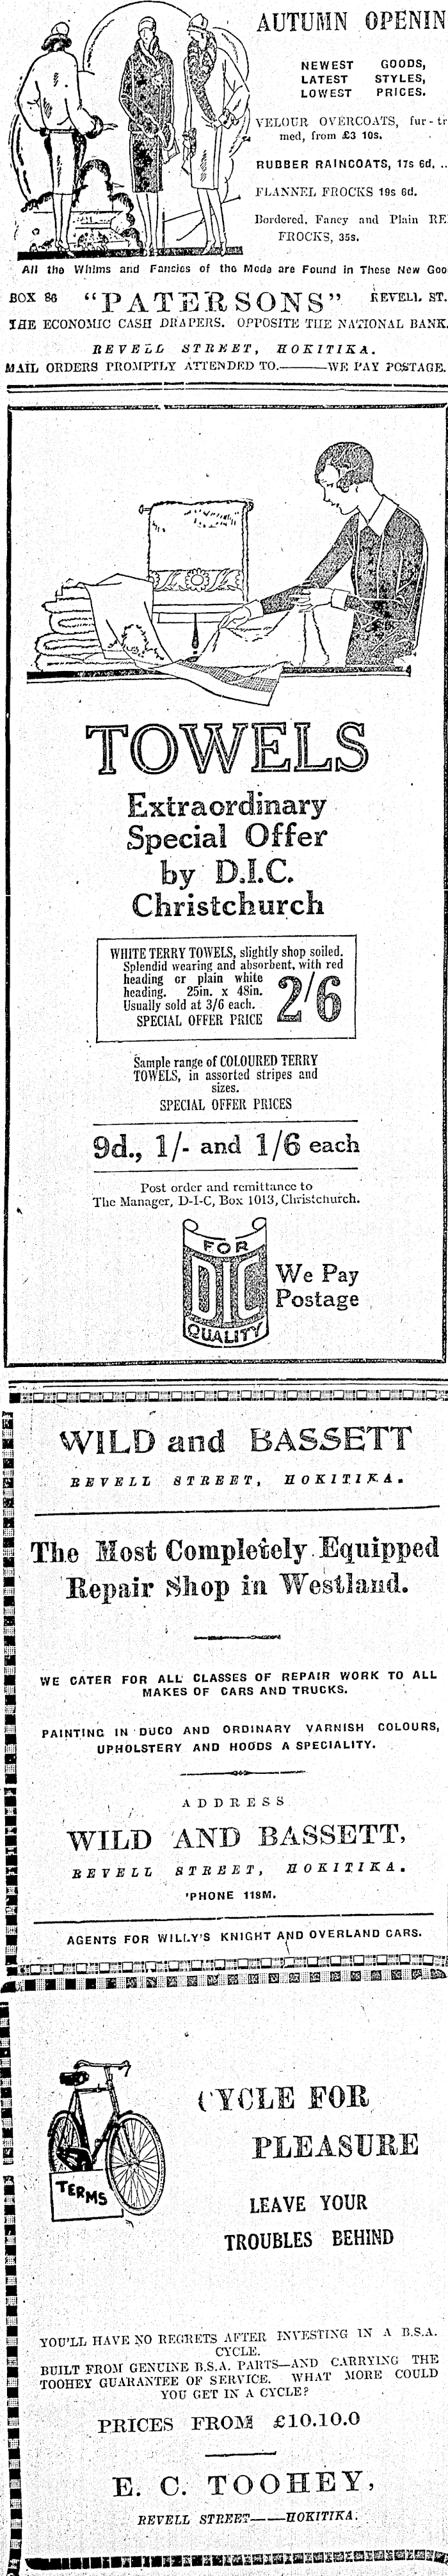 AUTUMN OPENIN
NEWEST GOODS,
LATEST STYLES,
LOWEST PRICES.
VELOUR OVERCOATS, fur-tr
med, from £3 10s.
RUBBER RAINCOATS, 17s 6d. ..
FLANNEL FROCKS 19s 6d.
Bordered, Fancy and Plain RE
FROCKS, 35s.
All the Whims and Fancies of the Mode are Found in These New Goo
BOX 86 "PATERSONS" REVELL ST.
THE ECONOMIC CASH DRAPERS. OPPOSITE THE NATIONAL BANK.
REVELL STREET, HOKITIKA.
MAIL ORDERS PROMPTLY ATTENDED TO.——WE PAY POSTAGE.
TOWELS
Extraordinary
Special Offer
by D.I.C.
Christchurch
WHITE TERRY TOWELS, slightly shop soiled.
Splendid wearing and absorbent, with red
heading or plain white
heading. 25in. x 48in.
Usually sold at 3/6 each.
SPECIAL OFFER PRICE 2/6
Sample range of COLOURED TERRY
TOWELS, in assorted stripes and
sizes.
SPECIAL OFFER PRICES
9d., 1/- and 1/6 each
Post order and remittance to
The Manager, D-I-C, Box 1013, Christchurch.
FOR
DIC
QUALITY
We Pay
Postage
WILD and BASSETT
REVELL STREET, HOKITIKA.
The Most Completely Equipped
Repair Shop in Westland.
WE CATER FOR ALL CLASSES OF REPAIR WORK TO ALL
MAKES OF CARS AND TRUCKS.
PAINTING IN DUCO AND ORDINARY VARNISH COLOURS,
UPHOLSTERY AND HOODS A SPECIALITY.
ADDRESS
WILD AND BASSETT,
REVELL STREET, HOKITIKA.
'PHONE 118M.
AGENTS FOR WILLY'S KNIGHT AND OVERLAND CARS.
TERMS
CYCLE FOR
PLEASURE
LEAVE YOUR
TROUBLES BEHIND
YOU'LL HAVE NO REGRETS AFTER INVESTING IN A B.S.A.
CYCLE.
BUILT FROM GENUINE B.S.A. PARTS—AND CARRYING THE
TOOHEY GUARANTEE OF SERVICE. WHAT MORE COULD
YOU GET IN A CYCLE?
PRICES FROM £10.10.0
E. C. TOOHEY,
REVELL STREET——HOKITIKA.